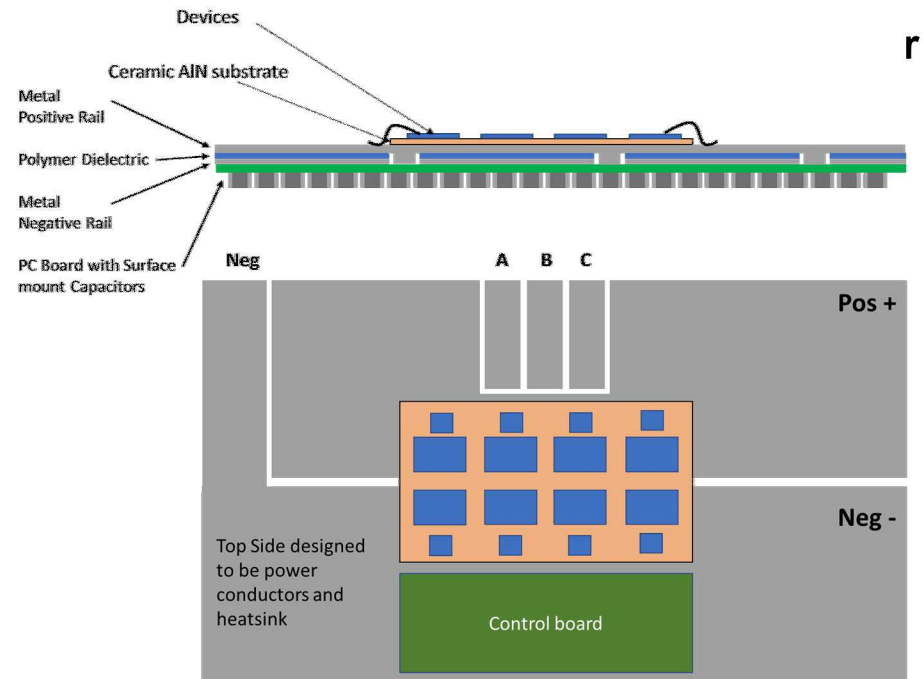 Devices
r
Ceramic AlN substrate
Metal
Positive Rail
Polymer Dielectric
Metal
Negative Rail
PC Board with Surface
mount Capacitors
Neg
A
B
C
Pos +
Neg -
Top Side designed
to be power
conductors and
heatsink
Control board